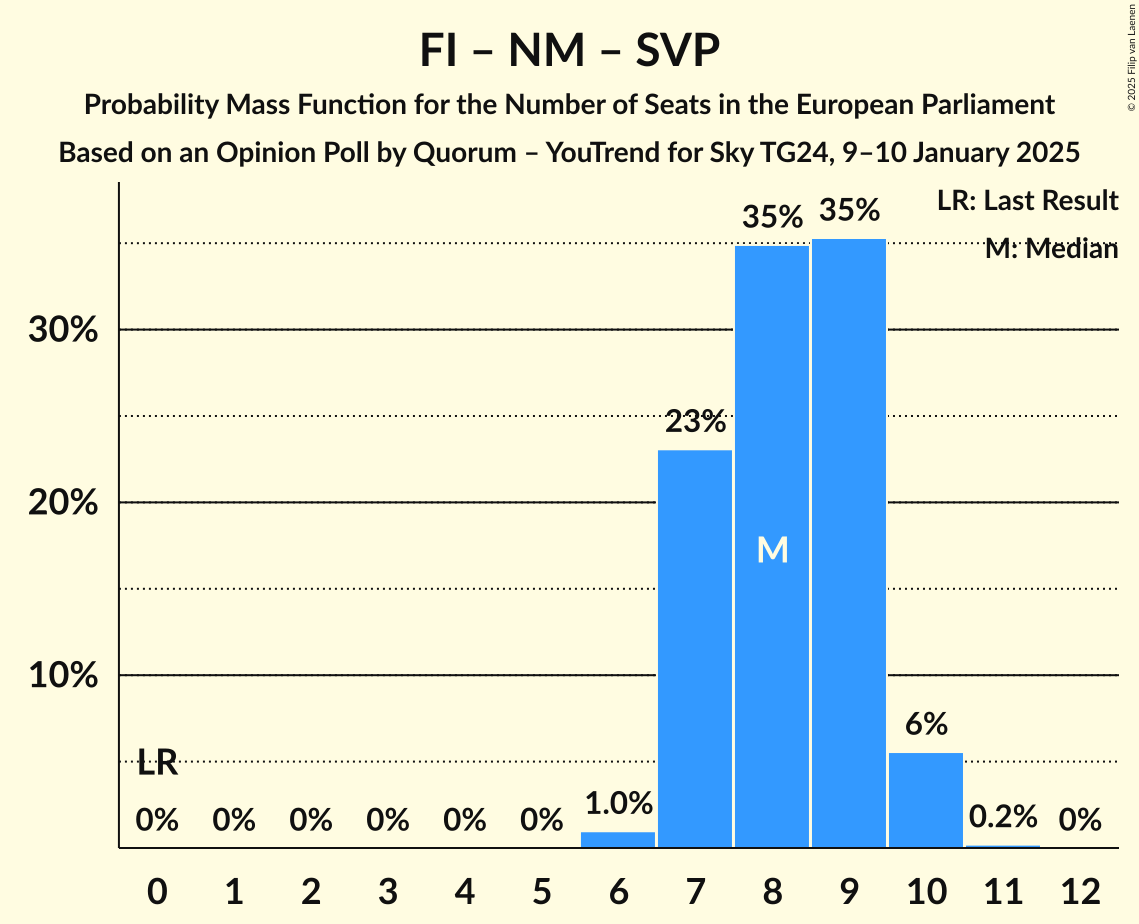 FI – NM – SVP
Probability Mass Function for the Number of Seats in the European Parliament
Based on an Opinion Poll by Quorum – YouTrend for Sky TG24, 9–10 January 2025
© 2025 Filip van Laenen
LR: Last Result
M: Median
35% 35%
30%
23%
20%
M
10%
6%
LR
0% 0% 0% 0% 0% 0% 1.0% 0.2% 0%
0 1 2 3 4 5 6 7 8 9 10 11 12